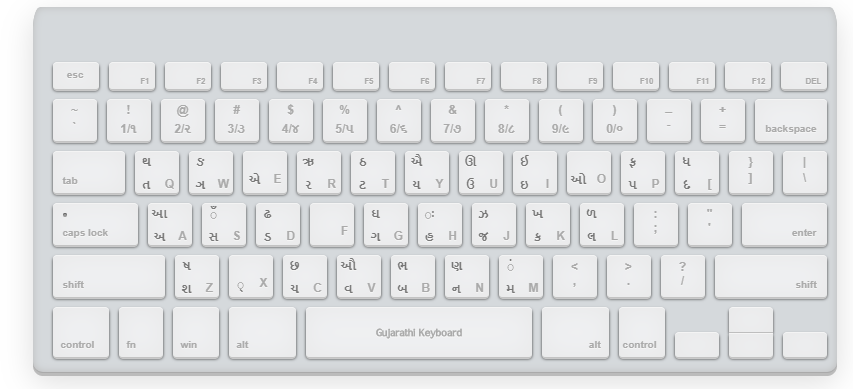 esc F1 F2 F3 F4 F5 F6 F7 F8 F9 F10 F11 F12 DEL
~ ! @ # $ % ^ & * ( ) _ +
` 1/૧ 2/૨ 3/૩ 4/૪ 5/૫ 6/૬ 7/૭ 8/૮ 9/૯ 0/૦ - = backspace
થ ઙ ઋ ઠ ઐ ઊ ઈ ફ ધ } |
tab ત Q ઞ W એ E ર R ટ T ય Y ઉ U ઇ I ઓ O પ P દ [ ] \
આ ઁ ઢ ઘ ઃ ઝ ખ ળ : "
caps lock અ A સ S ડ D F ગ G હ H જ J ક K લ L ; ' enter
ષ છ ઔ ભ ણ ં < > ?
shift શ Z X ચ C વ V બ B ન N મ M , . / shift
control fn win alt Gujarathi Keyboard alt control